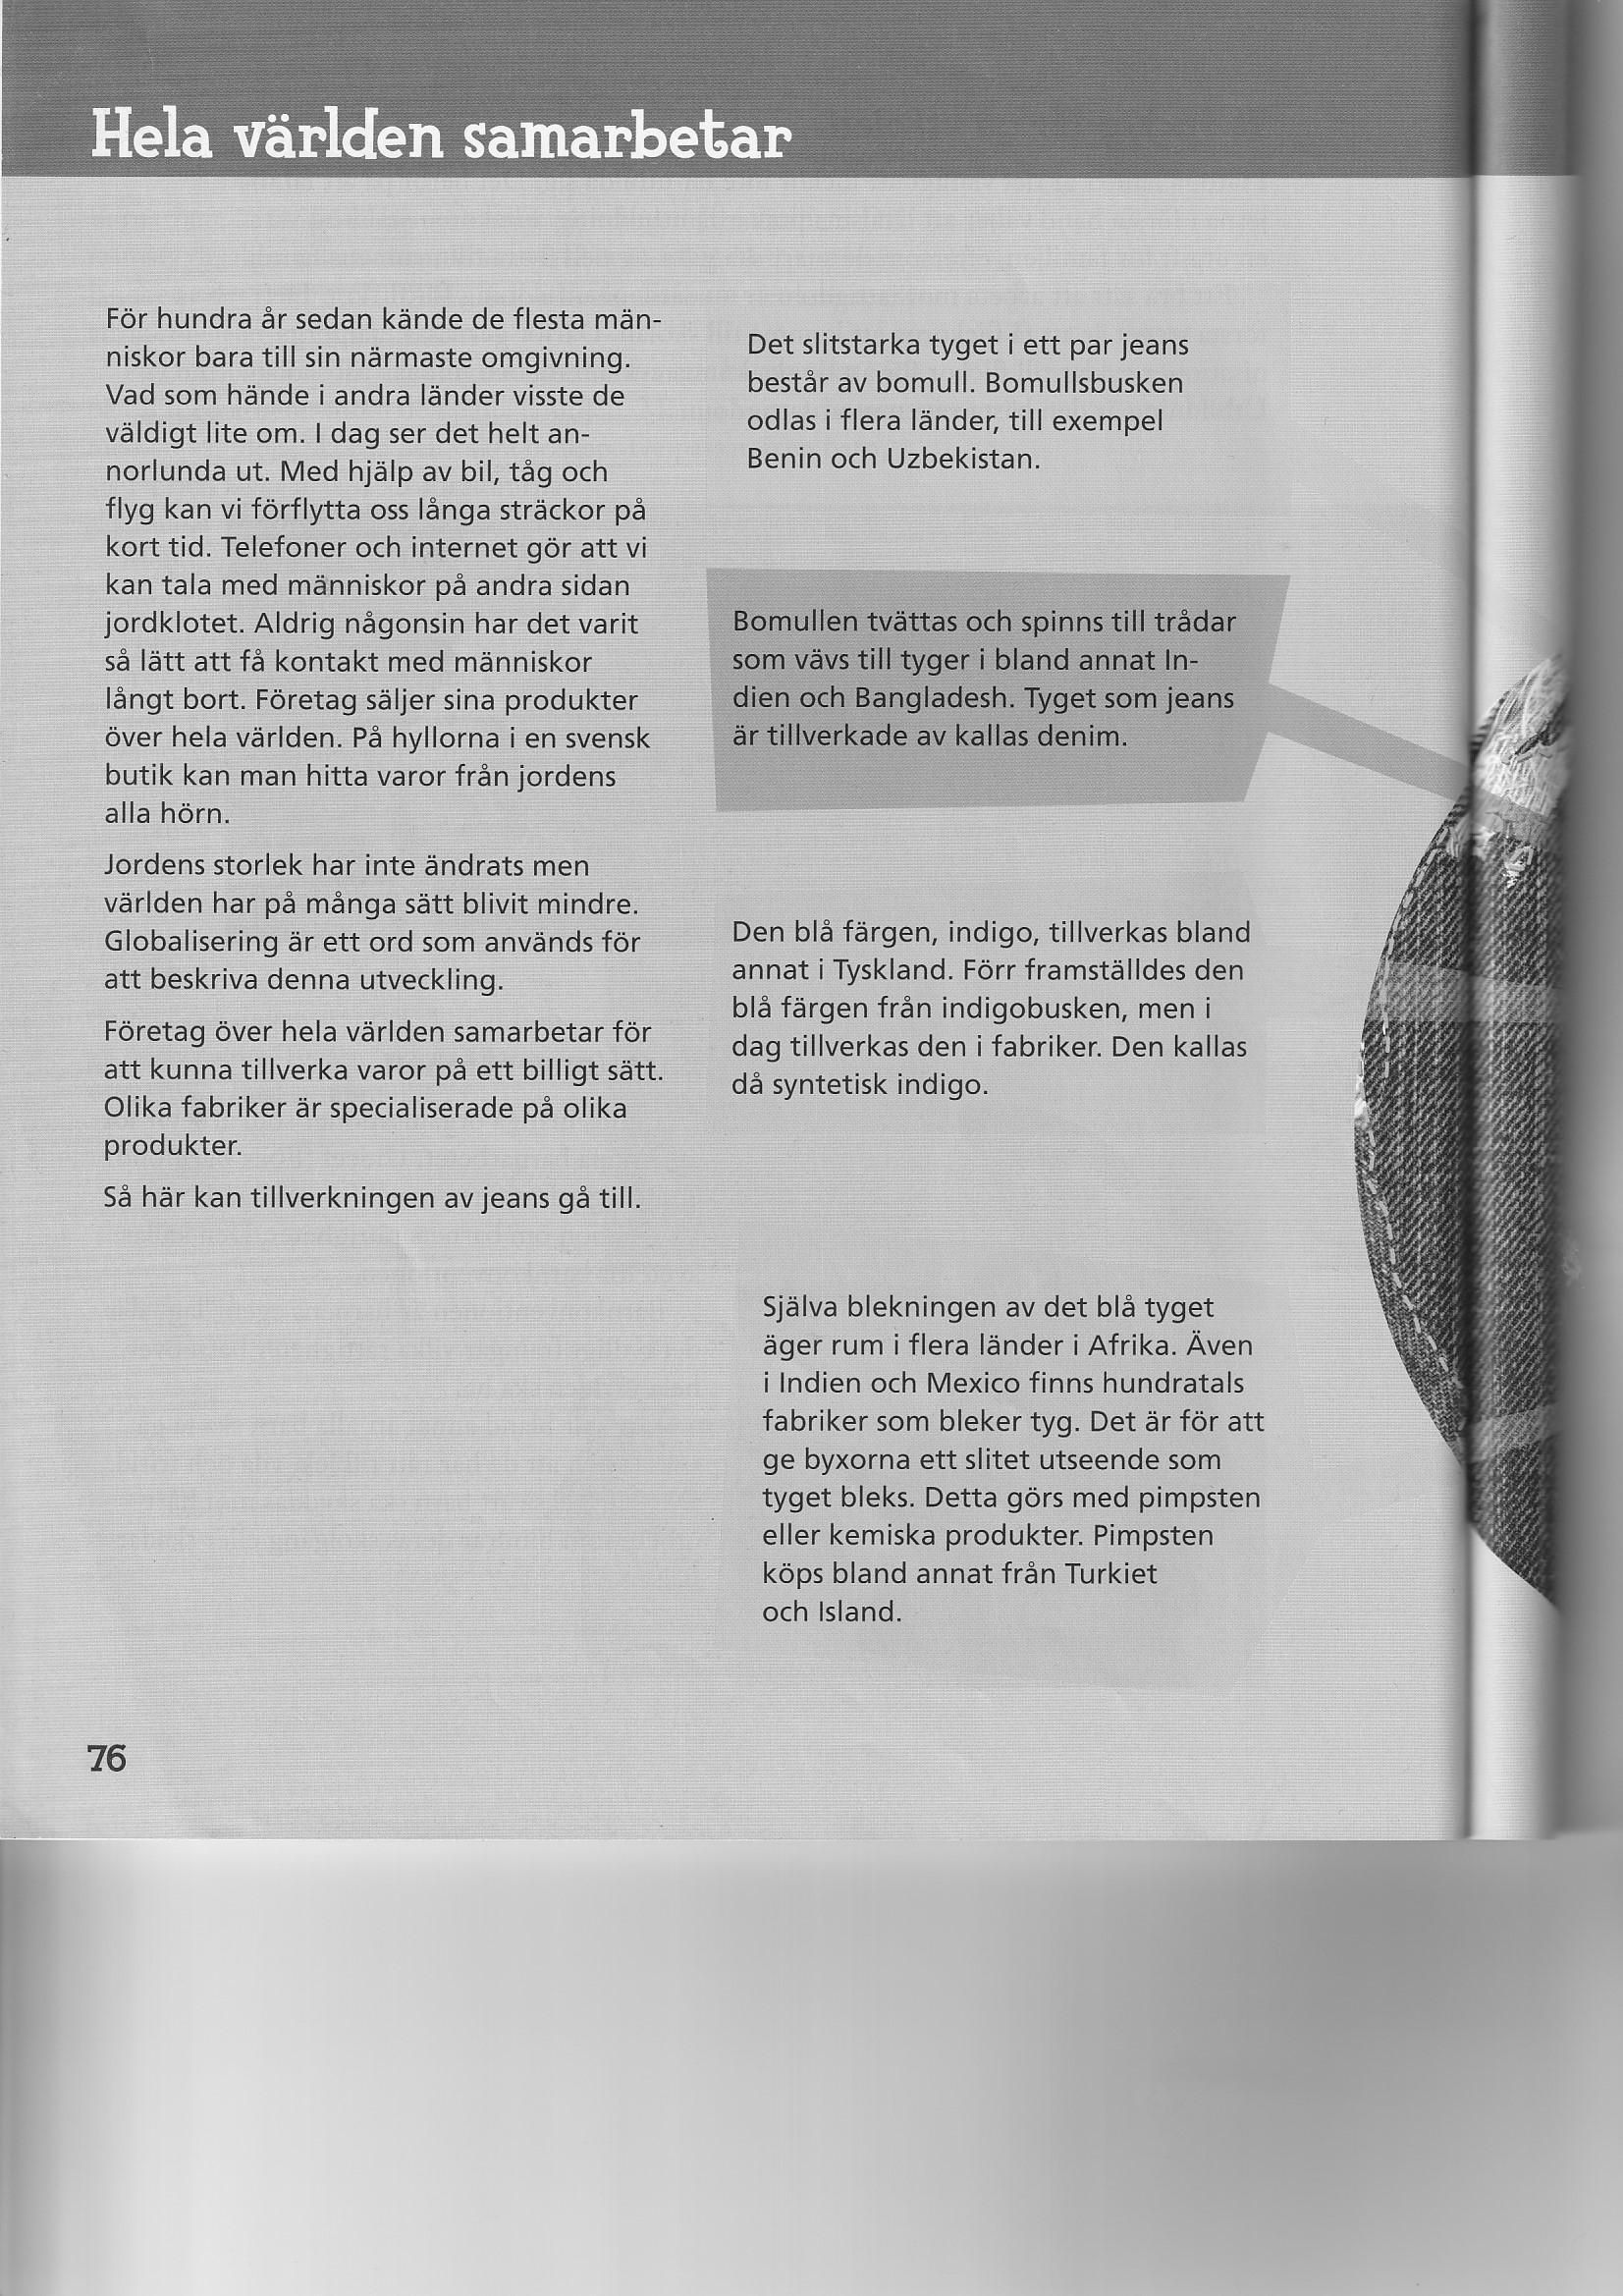 Hela världen samarbetar
För hundra år sedan kände de flesta män-
niskor bara till sin närmaste omgivning.
Vad som hände i andra länder visste de
väldigt lite om. I dag ser det helt an-
norlunda ut. Med hjälp av bil, tåg och
flyg kan vi förflytta oss långa sträckor på
kort tid. Telefoner och internet gör att vi
kan tala med människor på andra sidan
jordklotet. Aldrig någonsin har det varit
så lätt att få kontakt med människor
långt bort. Företag säljer sina produkter
över hela världen. På hyllorna i en svensk
butik kan man hitta varor från jordens
alla hörn.
Jordens storlek har inte ändrats men
världen har på många sätt blivit mindre.
Globalisering är ett ord som används för
att beskriva denna utveckling.
Företag över hela världen samarbetar för
att kunna tillverka varor på ett billigt sätt.
Olika fabriker är specialiserade på olika
produkter.
Så här kan tillverkningen av jeans gå till.
Det slitstarka tyget i ett par jeans
består av bomull. Bomullsbusken
odlas i flera länder, till exempel
Benin och Uzbekistan.
Bomullen tvättas och spinns till trådar
som vävs till tyger i bland annat In-
dien och Bangladesh. Tyget som jeans
är tillverkade av kallas denim.
Den blå färgen, indigo, tillverkas bland
annat i Tyskland. Förr framställdes den
blå färgen från indigobusken, men i
dag tillverkas den i fabriker. Den kallas
då syntetisk indigo.
Själva blekningen av det blå tyget
äger rum i flera länder i Afrika. Även
i Indien och Mexico finns hundratals
fabriker som bleker tyg. Det är för att
ge byxorna ett slitet utseende som
tyget bleks. Detta görs med pimpsten
eller kemiska produkter. Pimpsten
köps bland annat från Turkiet
och Island.
76